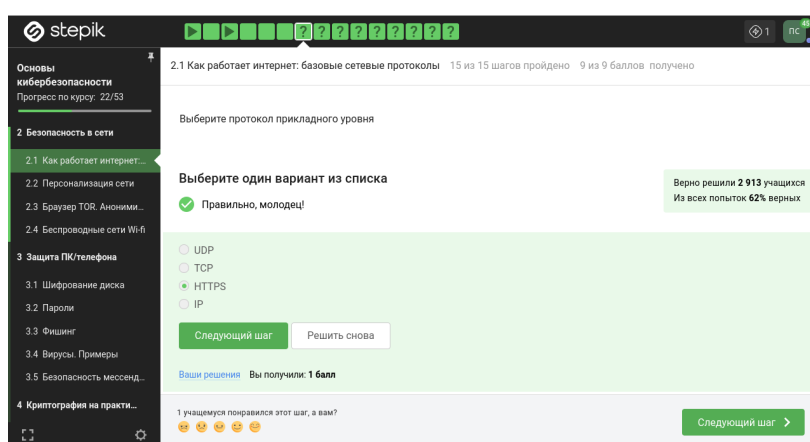 stepik
1
ПС
Основы
кибербезопасности
Прогресс по курсу: 22/53
2 Безопасность в сети
2.1 Как работает интернет:...
2.2 Персонализация сети
2.3 Браузер TOR. Аноними...
2.4 Беспроводные сети Wi-fi
3 Защита ПК/телефона
3.1 Шифрование диска
3.2 Пароли
3.3 Фишинг
3.4 Вирусы. Примеры
3.5 Безопасность мессенд...
4 Криптография на практи...
2.1 Как работает интернет: базовые сетевые протоколы 15 из 15 шагов пройдено 9 из 9 баллов получено
Выберите протокол прикладного уровня
Выберите один вариант из списка
Правильно, молодец!
Верно решили 2 913 учащихся
Из всех попыток 62% верных
UDP
TCP
HTTPS
IP
Следующий шаг
Решить снова
Ваши решения Вы получили: 1 балл
1 учащемуся понравился этот шаг, а вам?
Следующий шаг